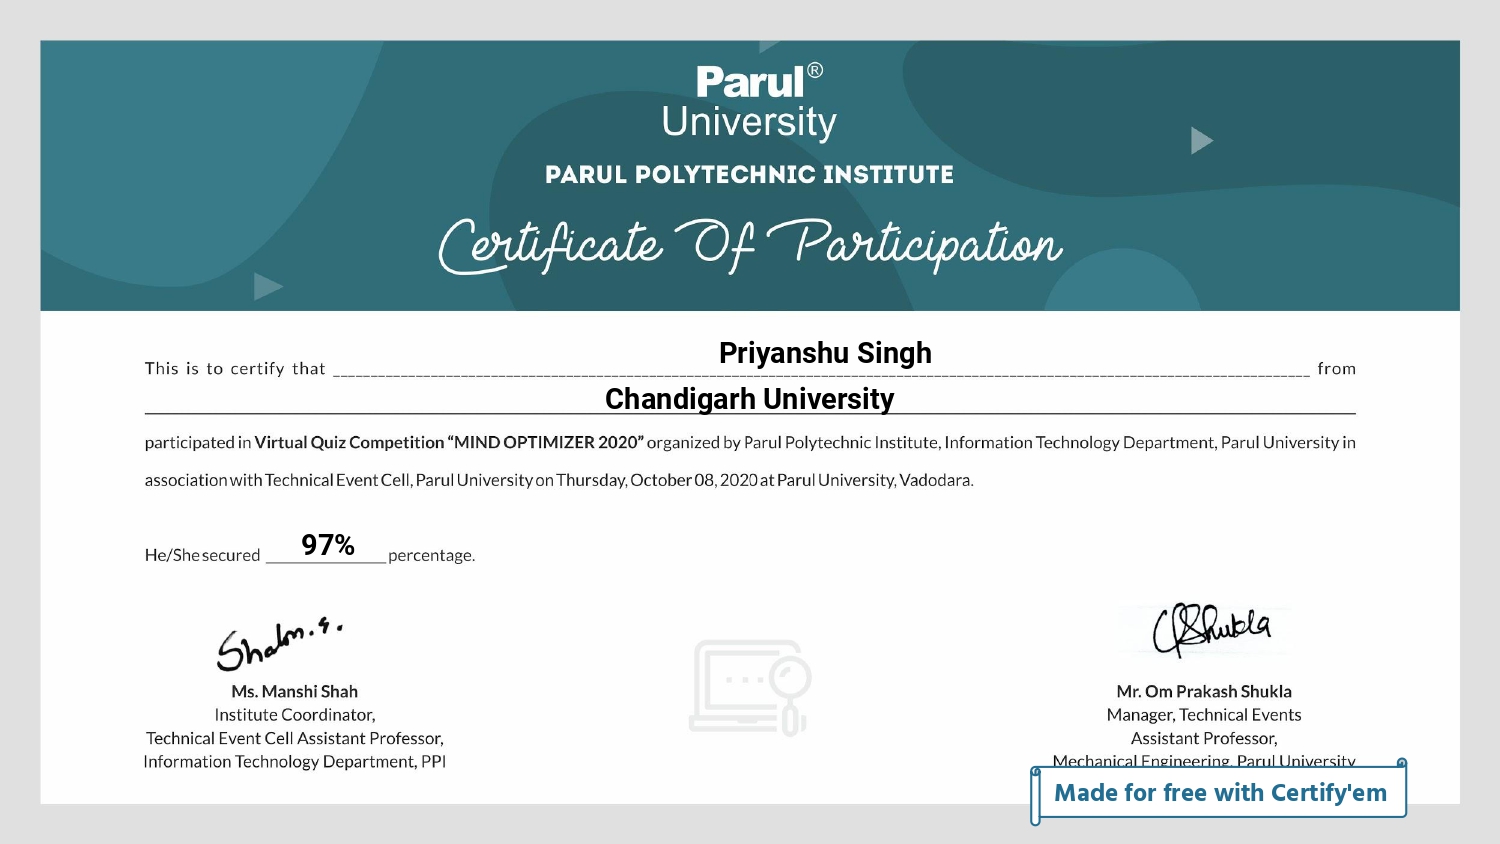 Parul®
University
PARUL POLYTECHNIC INSTITUTE
Certificate Of Participation
This is to certify that Priyanshu Singh from
Chandigarh University
participated in Virtual Quiz Competition “MIND OPTIMIZER 2020” organized by Parul Polytechnic Institute, Information Technology Department, Parul University in
association with Technical Event Cell, Parul University on Thursday, October 08, 2020 at Parul University, Vadodara.
He/She secured 97% percentage.
Ms. Manshi Shah
Institute Coordinator,
Technical Event Cell Assistant Professor,
Information Technology Department, PPI
Mr. Om Prakash Shukla
Manager, Technical Events
Assistant Professor,
Mechanical Engineering, Parul University
Made for free with Certify'em